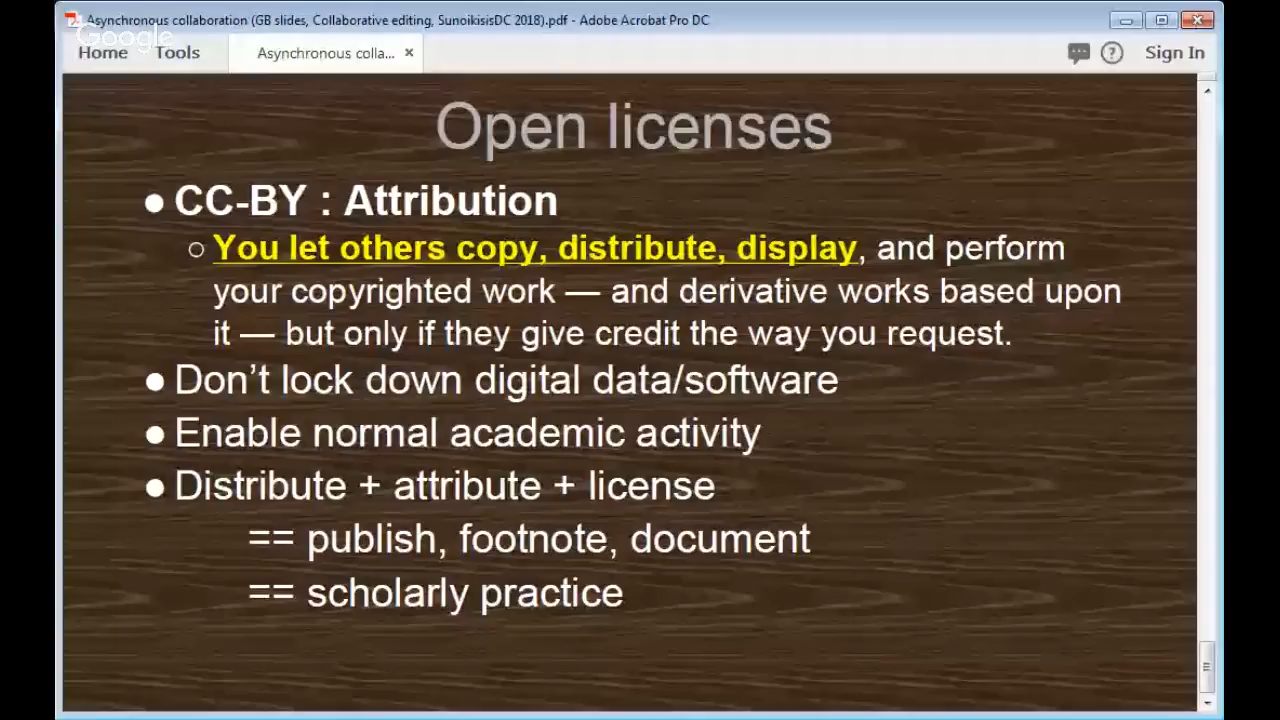 Asynchronous collaboration (GB slides, Collaborative editing, SunoikisisDC 2018).pdf - Adobe Acrobat Pro DC
Google
Home Tools Asynchronous colla... × ? Sign In
Open licenses
● CC-BY : Attribution
○ You let others copy, distribute, display, and perform
your copyrighted work — and derivative works based upon
it — but only if they give credit the way you request.
● Don’t lock down digital data/software
● Enable normal academic activity
● Distribute + attribute + license
== publish, footnote, document
== scholarly practice